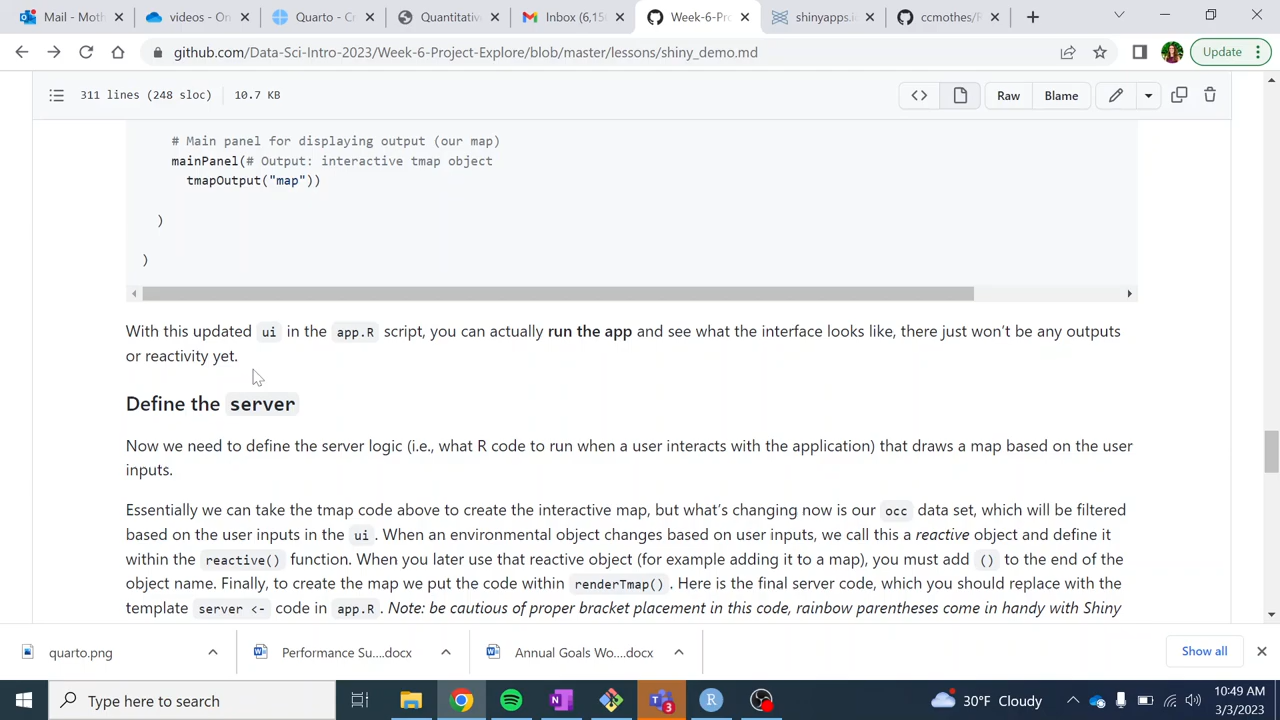 Mail - Moth
videos - On
Quarto - Cr
Quantitativ
Inbox (6,15
Week-6-Pr
shinyapps.i
ccmothes/R
github.com/Data-Sci-Intro-2023/Week-6-Project-Explore/blob/master/lessons/shiny_demo.md
Update
311 lines (248 sloc)
10.7 KB
<>
Raw
Blame
# Main panel for displaying output (our map)
mainPanel(# Output: interactive tmap object
tmapOutput("map"))
)
)
With this updated ui in the app.R script, you can actually run the app and see what the interface looks like, there just won't be any outputs
or reactivity yet.
Define the server
Now we need to define the server logic (i.e., what R code to run when a user interacts with the application) that draws a map based on the user
inputs.
Essentially we can take the tmap code above to create the interactive map, but what's changing now is our occ data set, which will be filtered
based on the user inputs in the ui . When an environmental object changes based on user inputs, we call this a reactive object and define it
within the reactive() function. When you later use that reactive object (for example adding it to a map), you must add () to the end of the
object name. Finally, to create the map we put the code within renderTmap() . Here is the final server code, which you should replace with the
template server <- code in app.R . Note: be cautious of proper bracket placement in this code, rainbow parentheses come in handy with Shiny
quarto.png
Performance Su....docx
Annual Goals Wo....docx
Show all
Type here to search
30°F Cloudy
10:49 AM
3/3/2023